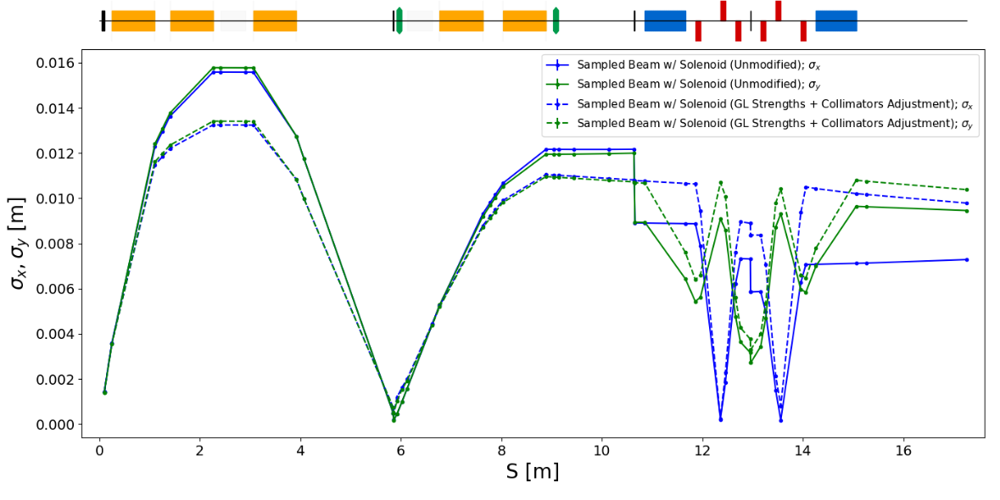 Sampled Beam w/ Solenoid (Unmodified); σx
Sampled Beam w/ Solenoid (Unmodified); σy
Sampled Beam w/ Solenoid (GL Strengths + Collimators Adjustment); σx
Sampled Beam w/ Solenoid (GL Strengths + Collimators Adjustment); σy
0.016
0.014
0.012
0.010
0.008
0.006
0.004
0.002
0.000
σx, σy [m]
0 2 4 6 8 10 12 14 16
S [m]